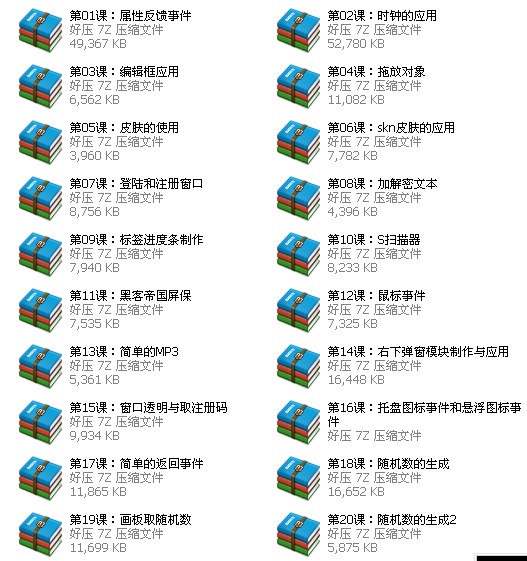 第01课：属性反馈事件
好压 7Z 压缩文件
49,367 KB
第02课：时钟的应用
好压 7Z 压缩文件
52,780 KB
第03课：编辑框应用
好压 7Z 压缩文件
6,562 KB
第04课：拖放对象
好压 7Z 压缩文件
11,082 KB
第05课：皮肤的使用
好压 7Z 压缩文件
3,960 KB
第06课：skn皮肤的应用
好压 7Z 压缩文件
7,782 KB
第07课：登陆和注册窗口
好压 7Z 压缩文件
8,756 KB
第08课：加解密文本
好压 7Z 压缩文件
4,396 KB
第09课：标签进度条制作
好压 7Z 压缩文件
7,940 KB
第10课：S扫描器
好压 7Z 压缩文件
8,233 KB
第11课：黑客帝国屏保
好压 7Z 压缩文件
7,535 KB
第12课：鼠标事件
好压 7Z 压缩文件
7,325 KB
第13课：简单的MP3
好压 7Z 压缩文件
5,361 KB
第14课：右下弹窗模块制作与应用
好压 7Z 压缩文件
16,448 KB
第15课：窗口透明与取注册码
好压 7Z 压缩文件
9,934 KB
第16课：托盘图标事件和悬浮图标事
件
好压 7Z 压缩文件
第17课：简单的返回事件
好压 7Z 压缩文件
11,865 KB
第18课：随机数的生成
好压 7Z 压缩文件
16,652 KB
第19课：画板取随机数
好压 7Z 压缩文件
11,699 KB
第20课：随机数的生成2
好压 7Z 压缩文件
5,875 KB